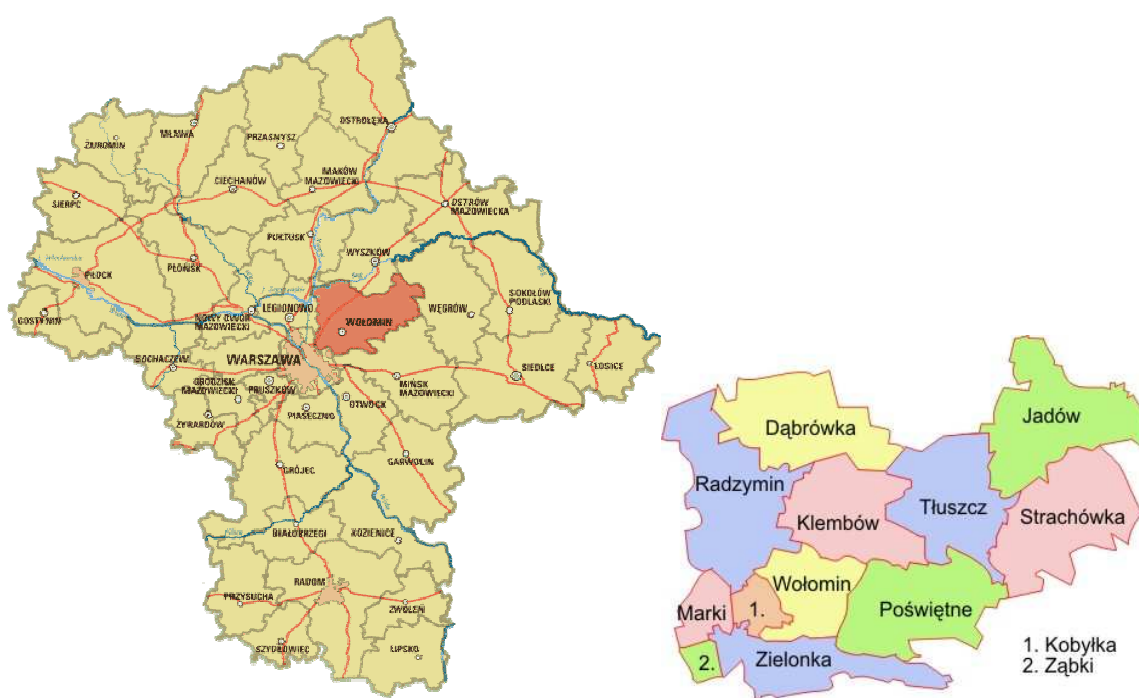 OSTROŁĘKA
MŁAWA
PRZASNYSZ
ŻUROMIN
MAKÓW
MAZOWIECKI
CIECHANÓW
SIERPC
OSTRÓW
MAZOWIECKA
PUŁTUSK
WYSZKÓW
PŁOŃSK
PŁOCK
SOKOŁÓW
PODLASKI
LEGIONOWO
WĘGRÓW
GOSTYNIN
NOWY DWÓR
MAZOWIECKI
WOŁOMIN
SOCHACZEW
WARSZAWA
SIEDLCE
ŁOSICE
GRODZISK
MAZOWIECKI
PRUSZKÓW
MIŃSK
MAZOWIECKI
OTWOCK
PIASECZNO
ŻYRARDÓW
GRÓJEC
GARWOLIN
BIAŁOBRZEGI
KOZIENICE
RADOM
PRZYSUCHA
ZWOLEŃ
SZYDŁOWIEC
LIPSKO
Jadów
Dąbrówka
Radzymin
Tłuszcz
Strachówka
Klembów
Wołomin
Marki
1.
Poświętne
2.
Zielonka
1. Kobyłka
2. Ząbki